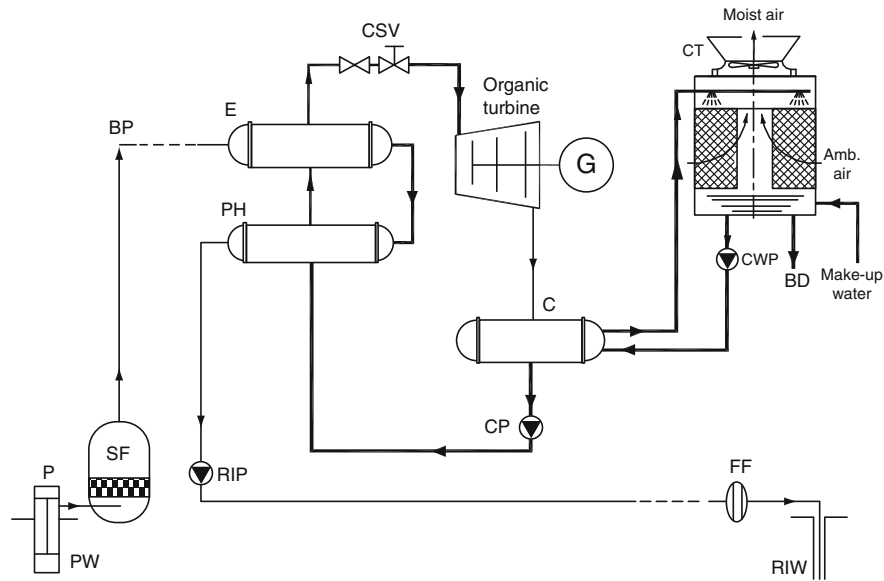 Moist air
CT
CSV
Organic
turbine
E
BP
G
Amb.
air
PH
CWP
BD
Make-up
water
C
CP
SF
P
RIP
FF
PW
RIW